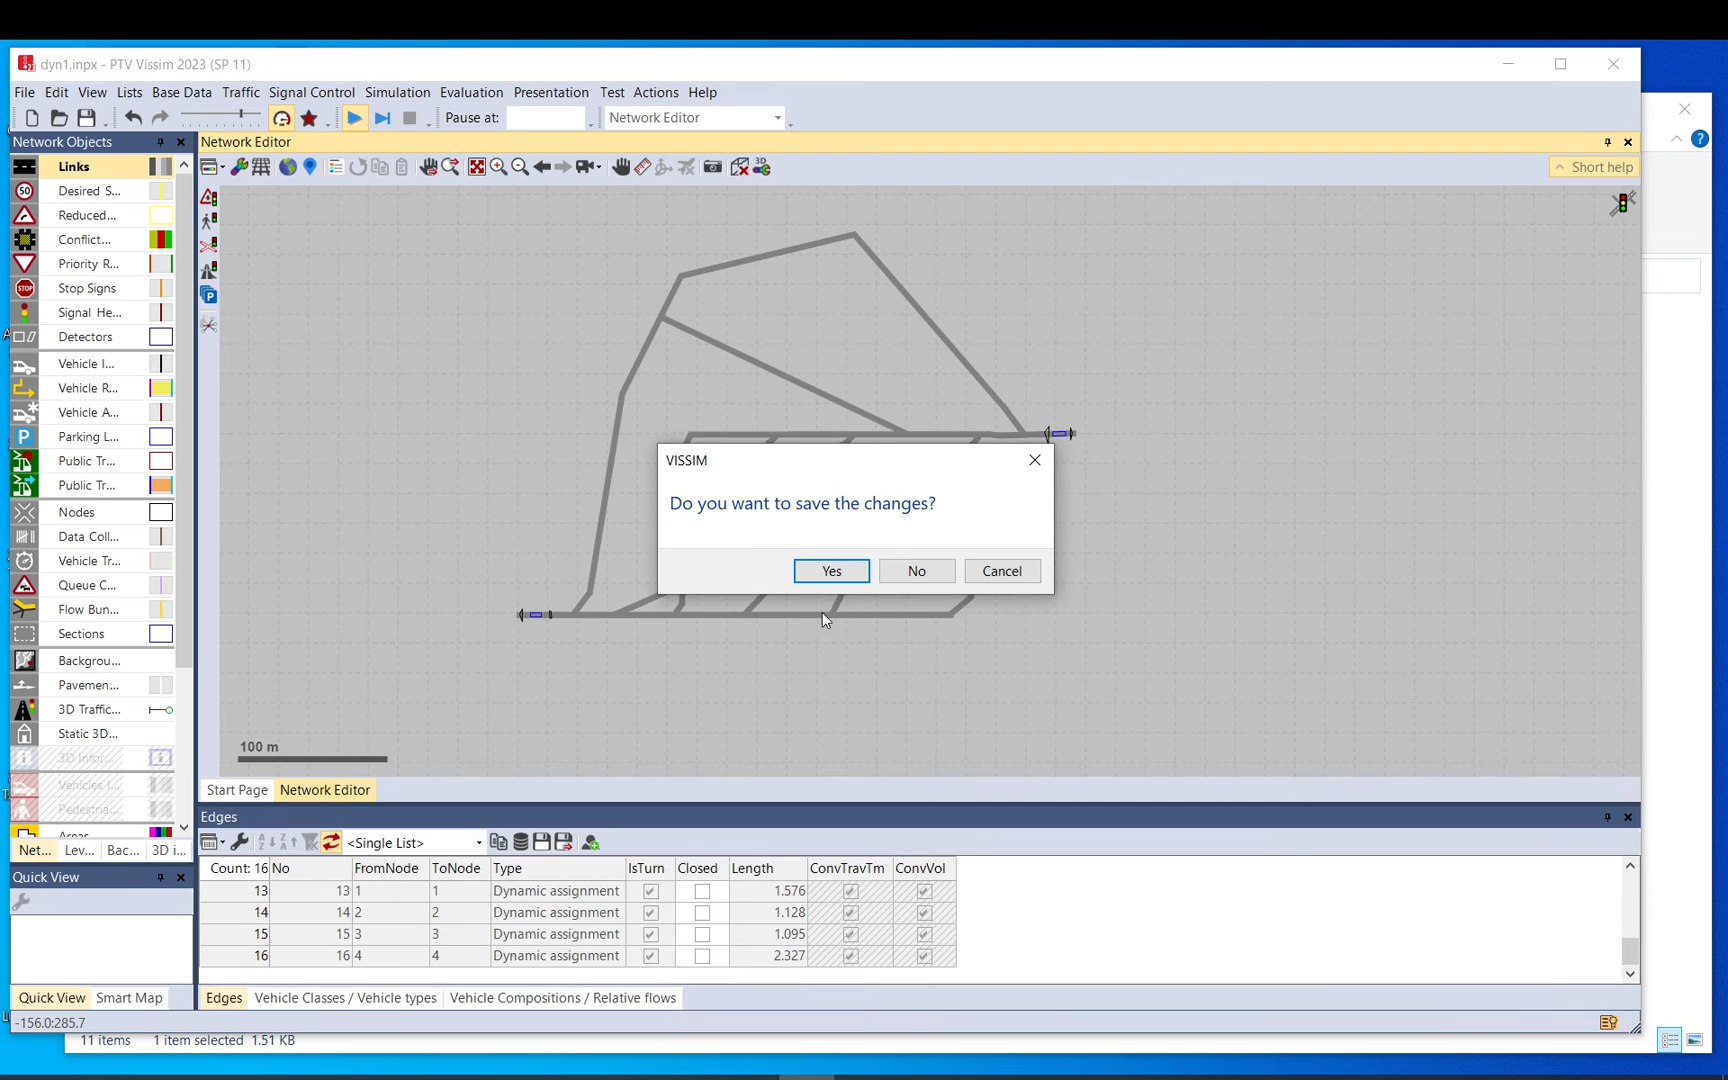 dyn1.inpx - PTV Vissim 2023 (SP 11)
File Edit View Lists Base Data Traffic Signal Control Simulation Evaluation Presentation Test Actions Help
Pause at: Network Editor
Network Objects
Network Editor
Short help
Links
50 Desired S...
Reduced...
Conflict...
Priority R...
STOP Stop Signs
Signal He...
Detectors
Vehicle I...
Vehicle R...
Vehicle A...
P Parking L...
Public Tr...
Public Tr...
Nodes
Data Coll...
Vehicle Tr...
Queue C...
Flow Bun...
Sections
Backgrou...
Pavemen...
3D Traffic...
Static 3D...
3D Infor...
Vehicles I...
Pedestria...
Areas
Net... Lev... Bac... 3D i...
VISSIM
Do you want to save the changes?
Yes No Cancel
100 m
Start Page Network Editor
Edges
<Single List>
Count: 16 No FromNode ToNode Type IsTurn Closed Length ConvTravTm ConvVol
13 13 1 1 Dynamic assignment 1.576
14 14 2 2 Dynamic assignment 1.128
15 15 3 3 Dynamic assignment 1.095
16 16 4 4 Dynamic assignment 2.327
Quick View
Quick View Smart Map
Edges Vehicle Classes / Vehicle types Vehicle Compositions / Relative flows
-156.0:285.7
11 items 1 item selected 1.51 KB